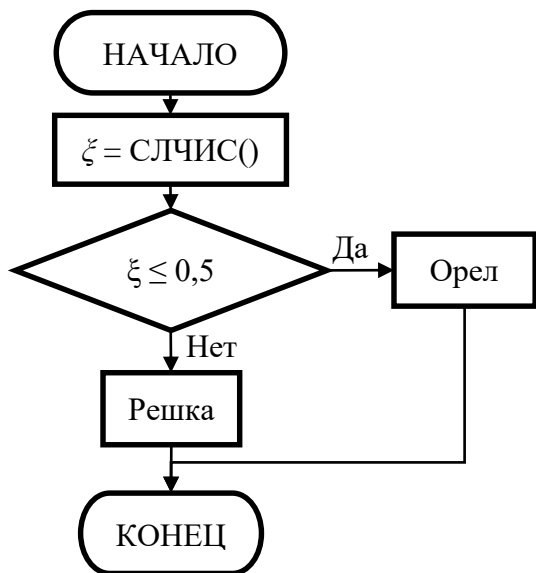 НАЧАЛО
ξ = СЛЧИС()
ξ ≤ 0,5
Да
Орел
Нет
Решка
КОНЕЦ